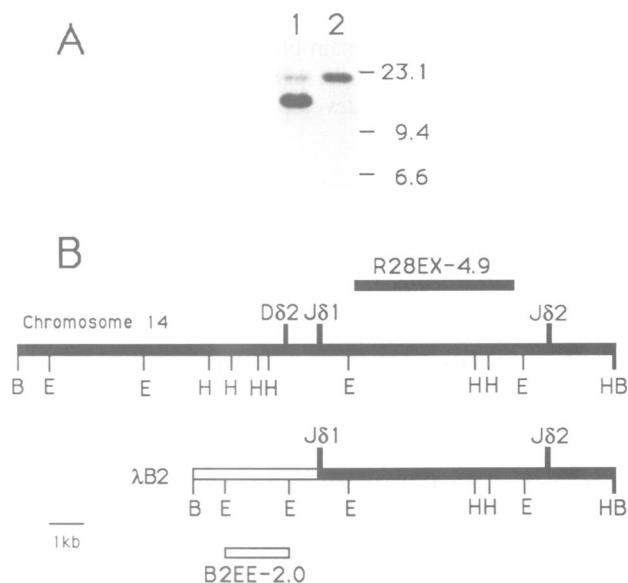 A
1 2
23.1
9.4
6.6
B
R28EX-4.9
Dδ2 Jδ1 Jδ2
Chromosome 14
B E E H H HH E HH E HB
Jδ1 Jδ2
λB2
B E E E HH E HB
1kb
B2EE-2.0